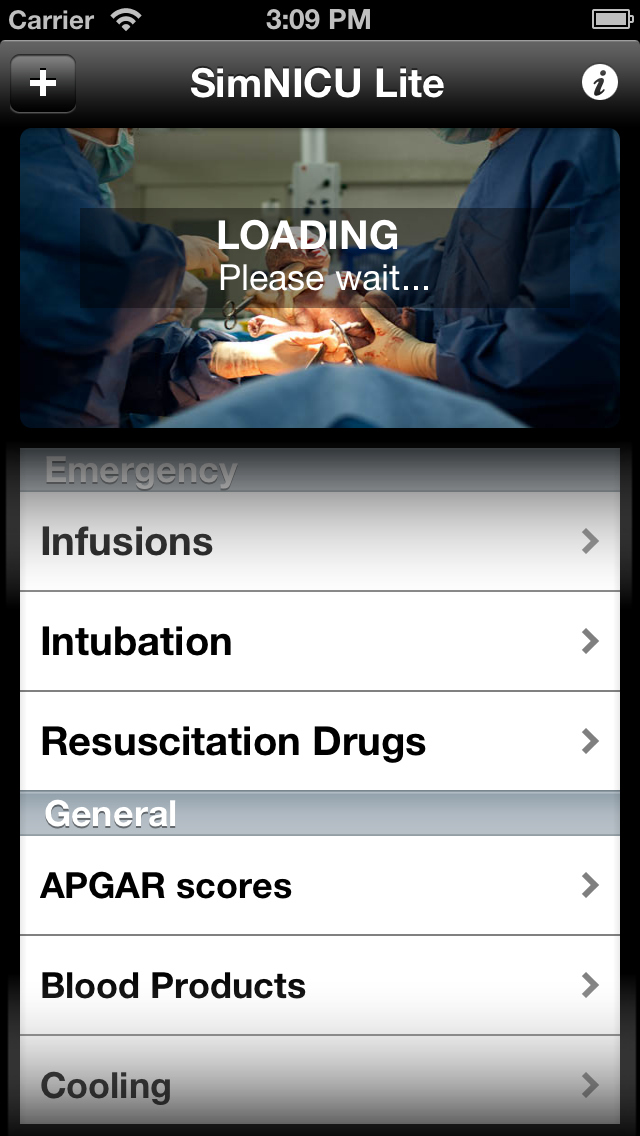 Carrier 3:09 PM
SimNICU Lite
LOADING
Please wait...
Emergency
Infusions
Intubation
Resuscitation Drugs
General
APGAR scores
Blood Products
Cooling